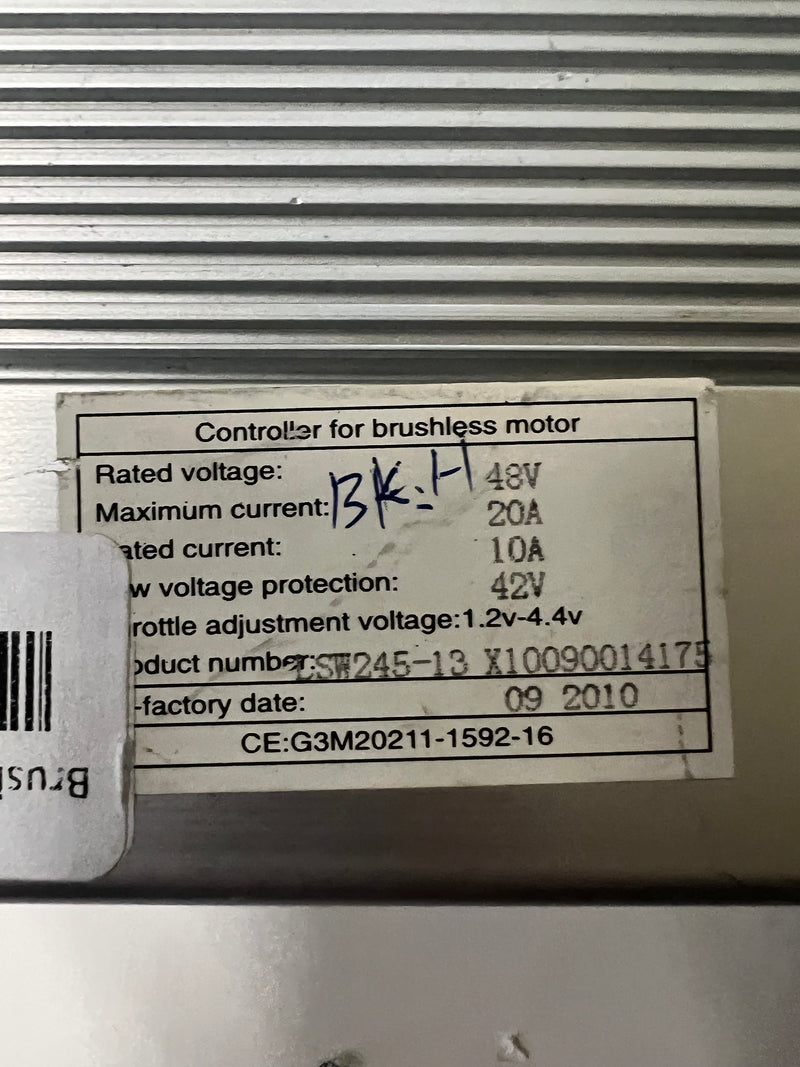 Controller for brushless motor
Rated voltage: 48V
Maximum current: 20A
BK-H
ated current: 10A
w voltage protection: 42V
rottle adjustment voltage:1.2v-4.4v
oduct number: LSW245-13 X10090014175
-factory date: 09 2010
CE:G3M20211-1592-16
Brus